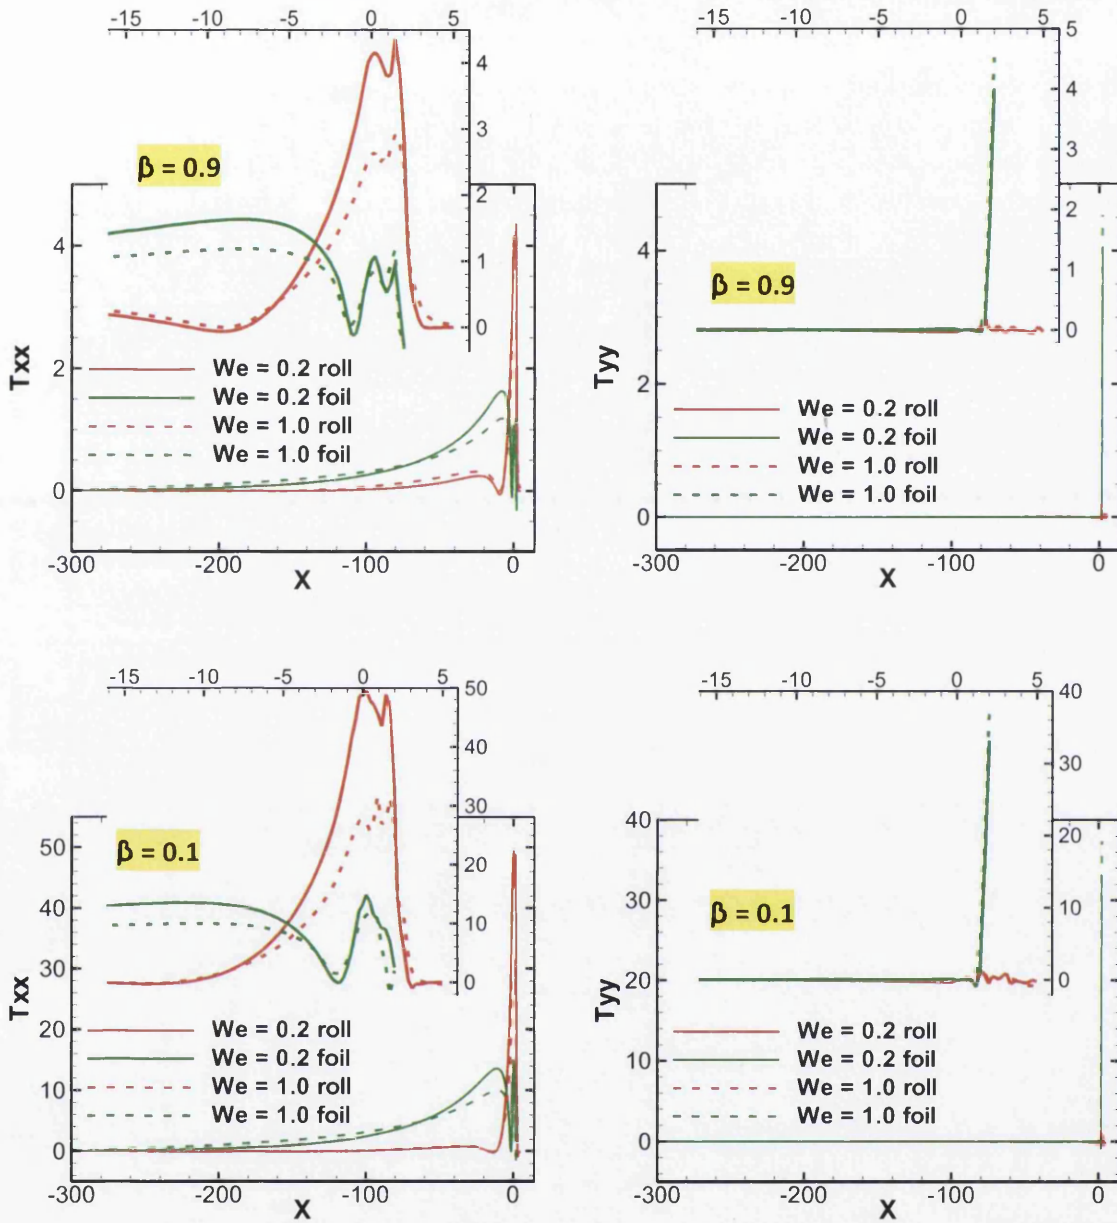 -15 -10 -5 0 5
4
3
2
1
0
β = 0.9
4
2
0
Txx
We = 0.2 roll
We = 0.2 foil
We = 1.0 roll
We = 1.0 foil
-300 -200 -100 0
X
-15 -10 -5 0 5
5
4
3
2
1
0
β = 0.9
4
2
0
Tyy
We = 0.2 roll
We = 0.2 foil
We = 1.0 roll
We = 1.0 foil
-300 -200 -100 0
X
-15 -10 -5 0 5
50
40
30
20
10
0
β = 0.1
50
40
30
20
10
0
Txx
We = 0.2 roll
We = 0.2 foil
We = 1.0 roll
We = 1.0 foil
-300 -200 -100 0
X
-15 -10 -5 0 5
40
30
20
10
0
β = 0.1
40
30
20
10
0
Tyy
We = 0.2 roll
We = 0.2 foil
We = 1.0 roll
We = 1.0 foil
-300 -200 -100 0
X